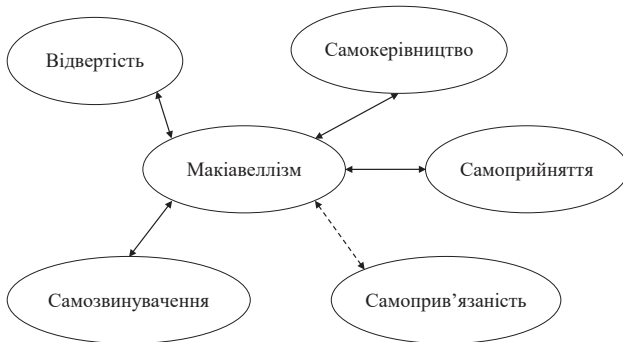 Відвертість
Самокерівництво
Макіавеллізм
Самоприйняття
Самозвинувачення
Самоприв’язаність